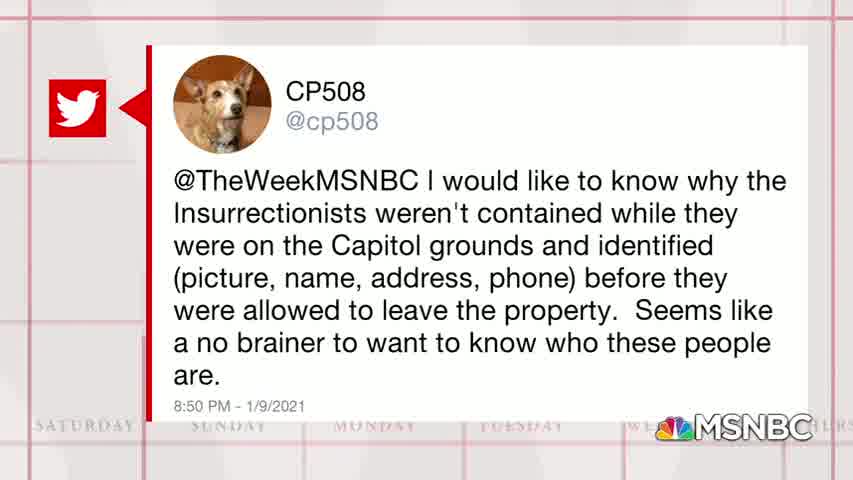 CP508
@cp508
@TheWeekMSNBC I would like to know why the
Insurrectionists weren't contained while they
were on the Capitol grounds and identified
(picture, name, address, phone) before they
were allowed to leave the property.  Seems like
a no brainer to want to know who these people
are.
8:50 PM - 1/9/2021
SATURDAY SUNDAY MONDAY TUESDAY
MSNBC